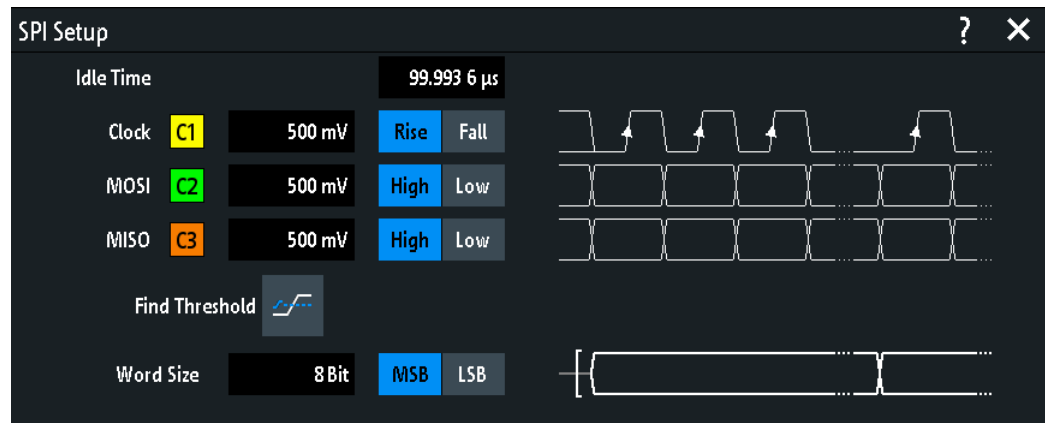 SPI Setup ? ×
Idle Time 99.993 6 µs
Clock C1 500 mV Rise Fall
MOSI C2 500 mV High Low
MISO C3 500 mV High Low
Find Threshold
Word Size 8 Bit MSB LSB